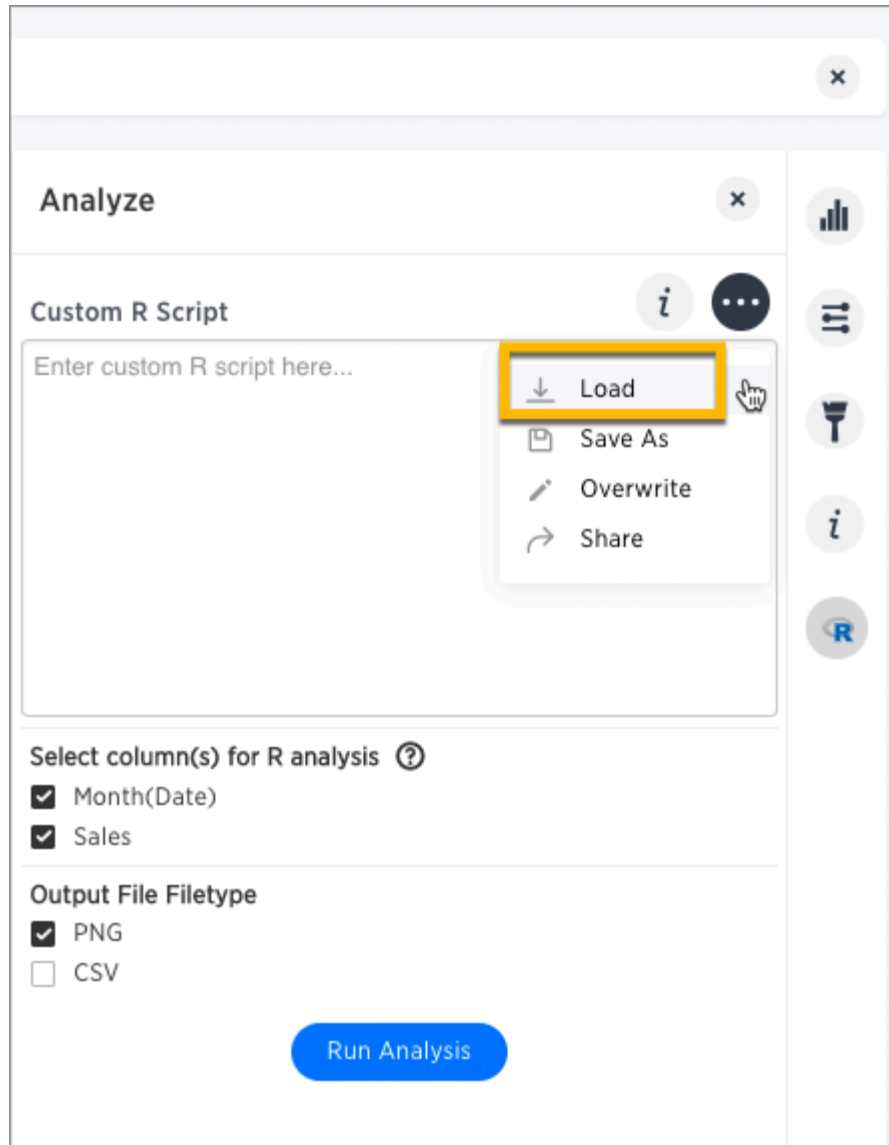 Analyze
Custom R Script
i
Enter custom R script here...
Load
Save As
Overwrite
Share
i
R
Select column(s) for R analysis ?
Month(Date)
Sales
Output File Filetype
PNG
CSV
Run Analysis